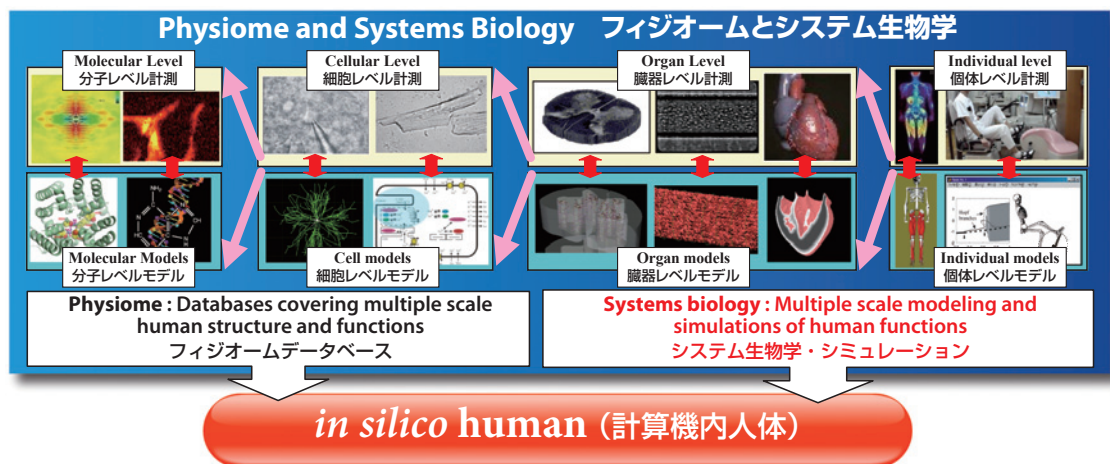 Physiome and Systems Biology フィジオームとシステム生物学
Molecular Level
分子レベル計測
Cellular Level
細胞レベル計測
Organ Level
臓器レベル計測
Individual level
個体レベル計測
Molecular Models
分子レベルモデル
Cell models
細胞レベルモデル
Organ models
臓器レベルモデル
Individual models
個体レベルモデル
Physiome : Databases covering multiple scale
human structure and functions
フィジオームデータベース
Systems biology : Multiple scale modeling and
simulations of human functions
システム生物学・シミュレーション
in silico human（計算機内人体）